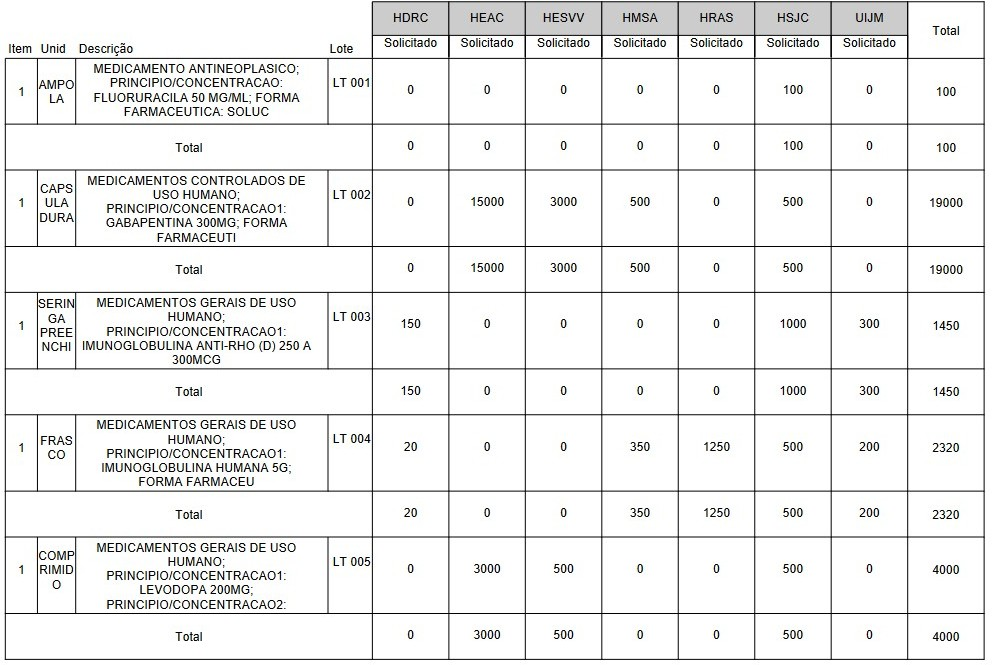 HDRC HEAC HESVV HMSA HRAS HSJC UIJM Total
Item Unid Descrição Lote Solicitado Solicitado Solicitado Solicitado Solicitado Solicitado Solicitado
1 AMPO
LA
MEDICAMENTO ANTINEOPLASICO;
PRINCIPIO/CONCENTRACAO:
FLUORURACILA 50 MG/ML; FORMA
FARMACEUTICA: SOLUC
LT 001 0 0 0 0 0 100 0 100
Total 0 0 0 0 0 100 0 100
1 CAPS
ULA
DURA
MEDICAMENTOS CONTROLADOS DE
USO HUMANO;
PRINCIPIO/CONCENTRACAO1:
GABAPENTINA 300MG; FORMA
FARMACEUTI
LT 002 0 15000 3000 500 0 500 0 19000
Total 0 15000 3000 500 0 500 0 19000
1 SERIN
GA
PREE
NCHI
MEDICAMENTOS GERAIS DE USO
HUMANO;
PRINCIPIO/CONCENTRACAO1:
IMUNOGLOBULINA ANTI-RHO (D) 250 A
300MCG
LT 003 150 0 0 0 0 1000 300 1450
Total 150 0 0 0 0 1000 300 1450
1 FRAS
CO
MEDICAMENTOS GERAIS DE USO
HUMANO;
PRINCIPIO/CONCENTRACAO1:
IMUNOGLOBULINA HUMANA 5G;
FORMA FARMACEU
LT 004 20 0 0 350 1250 500 200 2320
Total 20 0 0 350 1250 500 200 2320
1 COMP
RIMID
O
MEDICAMENTOS GERAIS DE USO
HUMANO;
PRINCIPIO/CONCENTRACAO1:
LEVODOPA 200MG;
PRINCIPIO/CONCENTRACAO2:
LT 005 0 3000 500 0 0 500 0 4000
Total 0 3000 500 0 0 500 0 4000